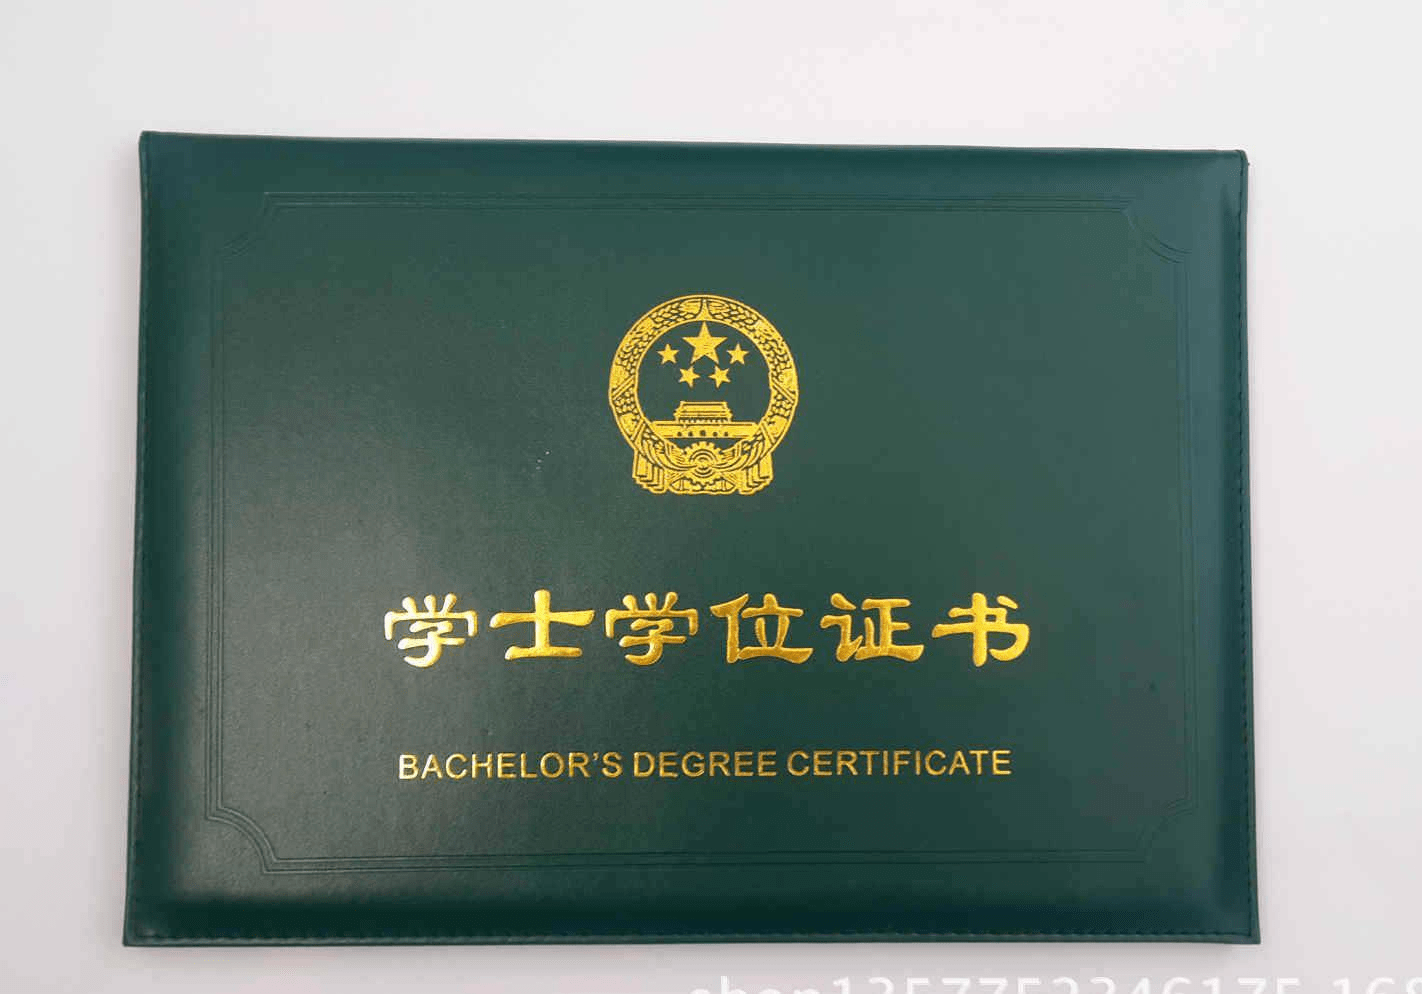 学士学位证书
BACHELOR'S DEGREE CERTIFICATE